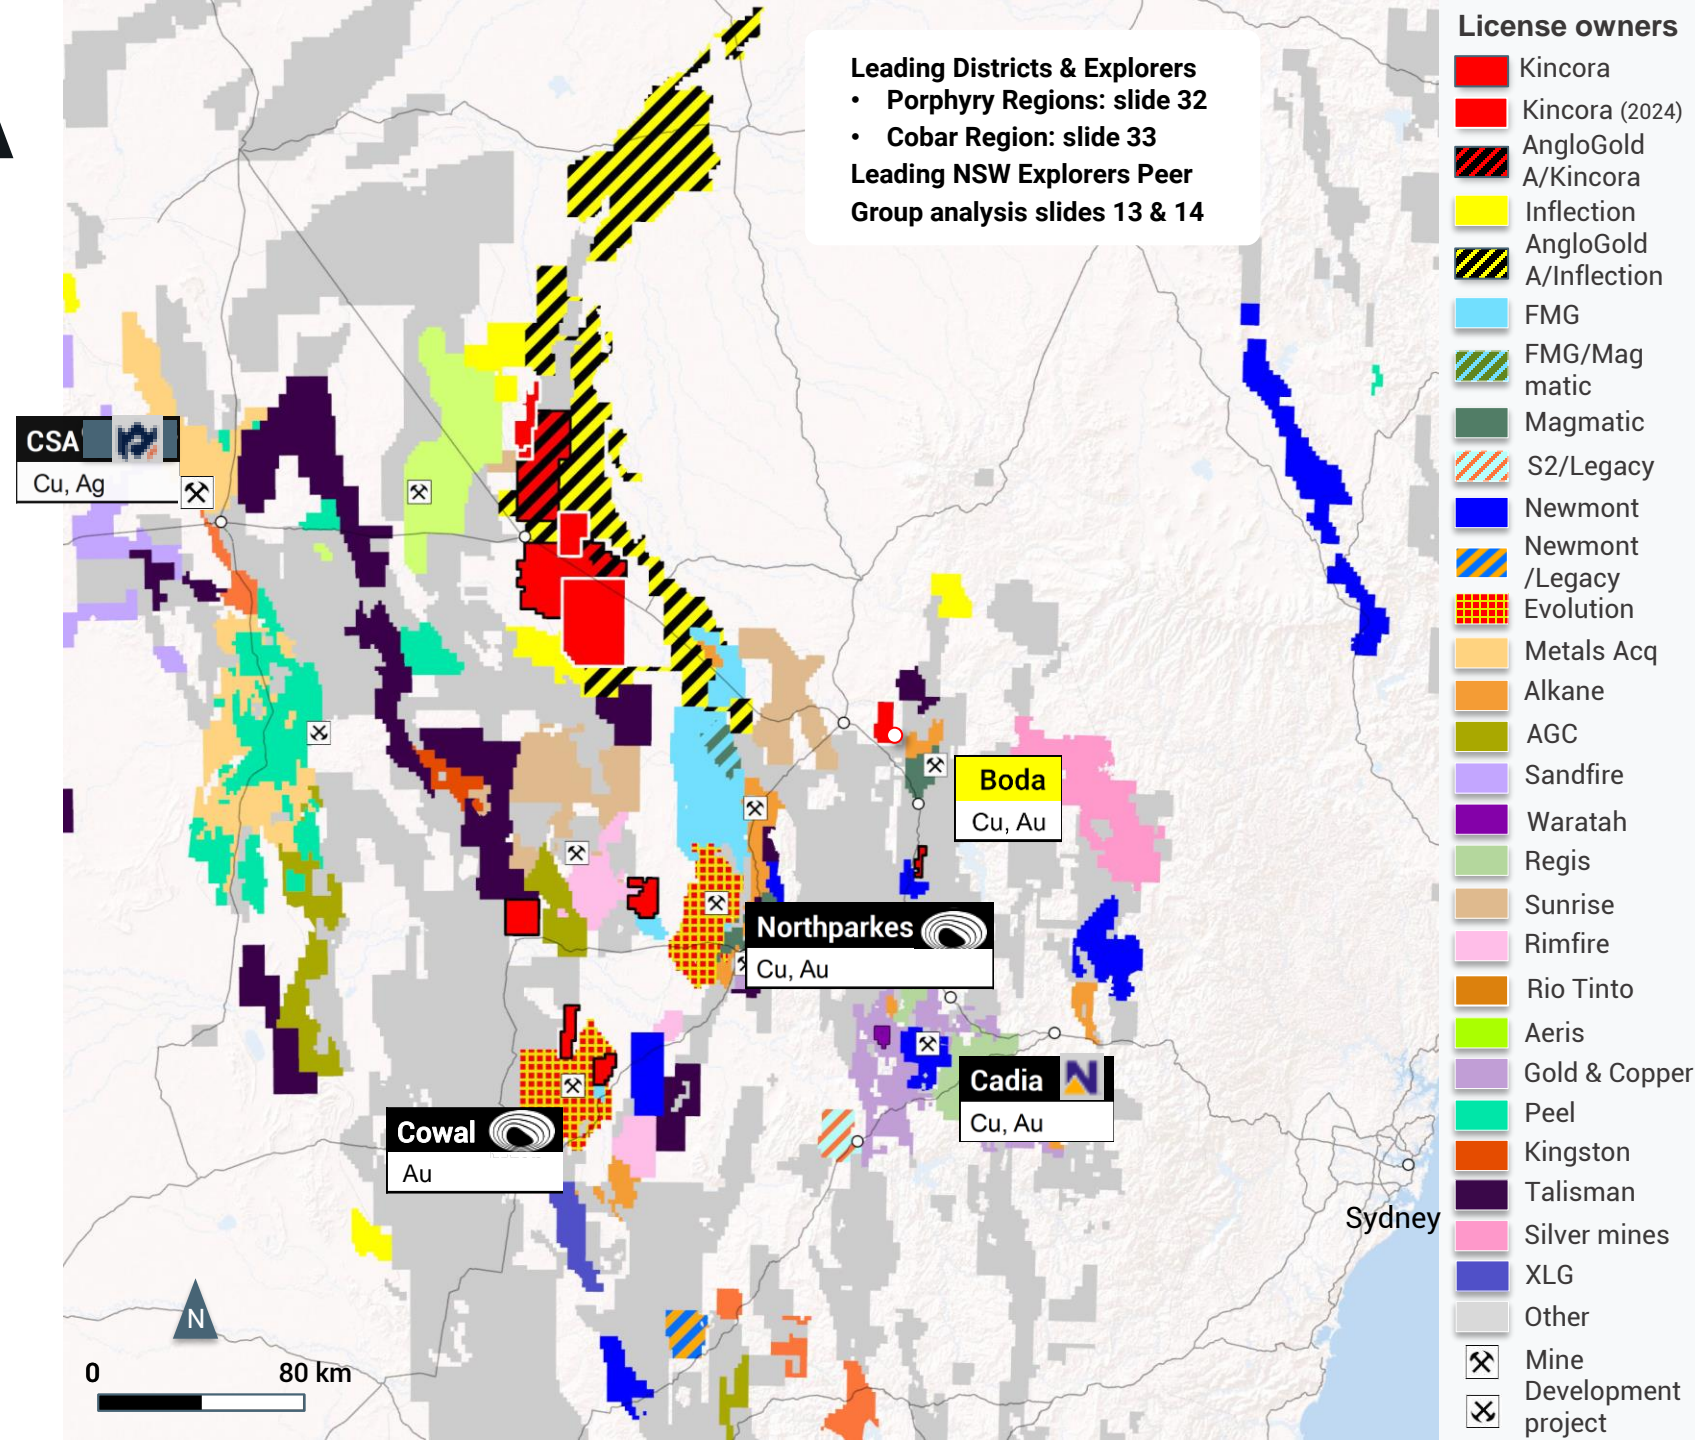 Leading Districts & Explorers
• Porphyry Regions: slide 32
• Cobar Region: slide 33
Leading NSW Explorers Peer
Group analysis slides 13 & 14
CSA
Cu, Ag
Boda
Cu, Au
Northparkes
Cu, Au
Cadia
Cu, Au
Cowal
Au
Sydney
N
0 80 km
License owners
Kincora
Kincora (2024)
AngloGold
A/Kincora
Inflection
AngloGold
A/Inflection
FMG
FMG/Mag
matic
Magmatic
S2/Legacy
Newmont
Newmont
/Legacy
Evolution
Metals Acq
Alkane
AGC
Sandfire
Waratah
Regis
Sunrise
Rimfire
Rio Tinto
Aeris
Gold & Copper
Peel
Kingston
Talisman
Silver mines
XLG
Other
Mine
Development
project